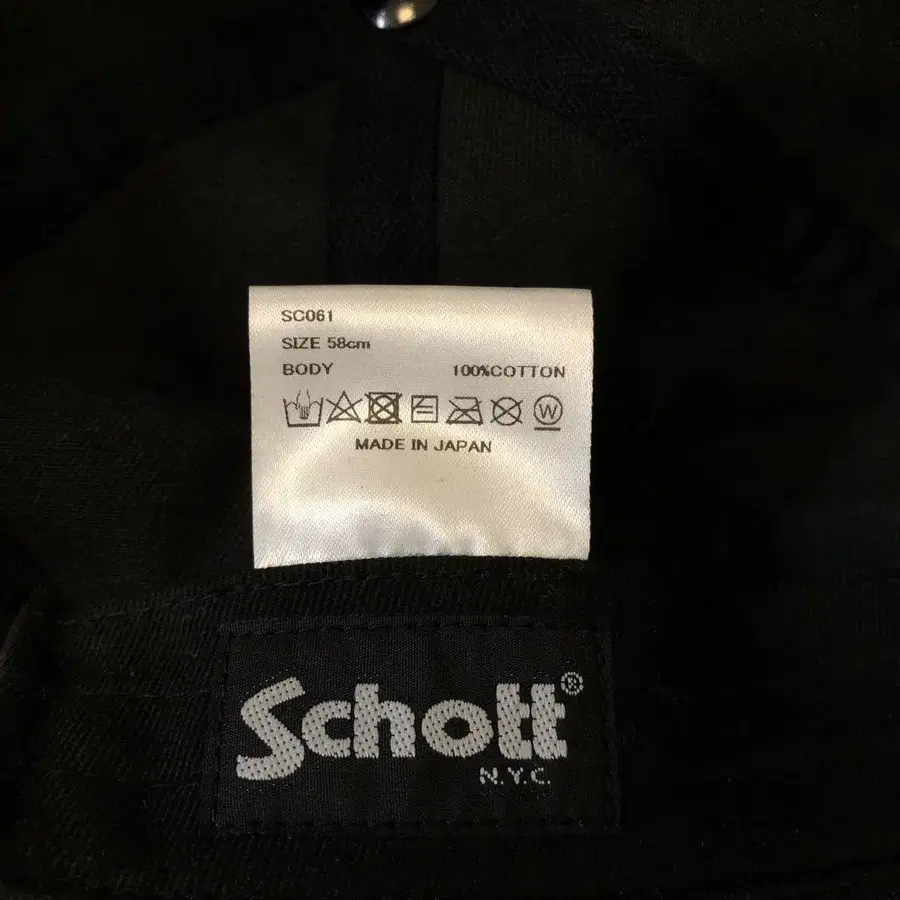 SC061
SIZE 58cm
BODY 100%COTTON
W
MADE IN JAPAN
Schott®
N.Y.C.